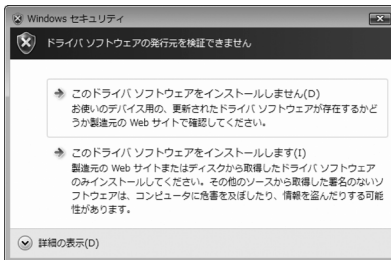 Windows セキュリティ
ドライバ ソフトウェアの発行元を検証できません
このドライバ ソフトウェアをインストールしません(D)
お使いのデバイス用の、更新されたドライバ ソフトウェアが存在するかど
うか製造元の Web サイトで確認してください。
このドライバ ソフトウェアをインストールします(I)
製造元の Web サイトまたはディスクから取得したドライバ ソフトウェア
のみインストールしてください。その他のソースから取得した署名のないソ
フトウェアは、コンピュータに危害を及ぼしたり、情報を盗んだりする可能
性があります。
詳細の表示(D)